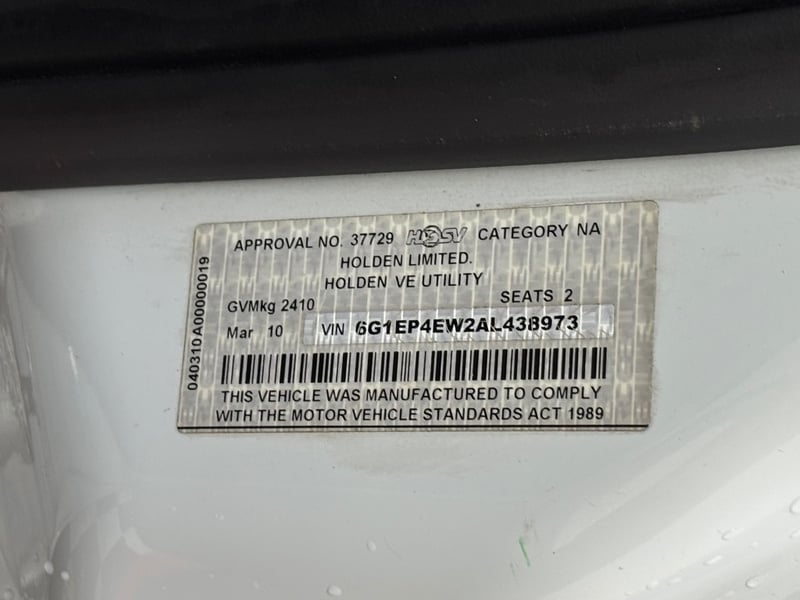 APPROVAL NO. 37729 HSV CATEGORY NA
HOLDEN LIMITED.
HOLDEN VE UTILITY
GVMkg 2410 SEATS 2
Mar 10 VIN 6G1EP4EW2AL438973
THIS VEHICLE WAS MANUFACTURED TO COMPLY
WITH THE MOTOR VEHICLE STANDARDS ACT 1989
040310A00000019